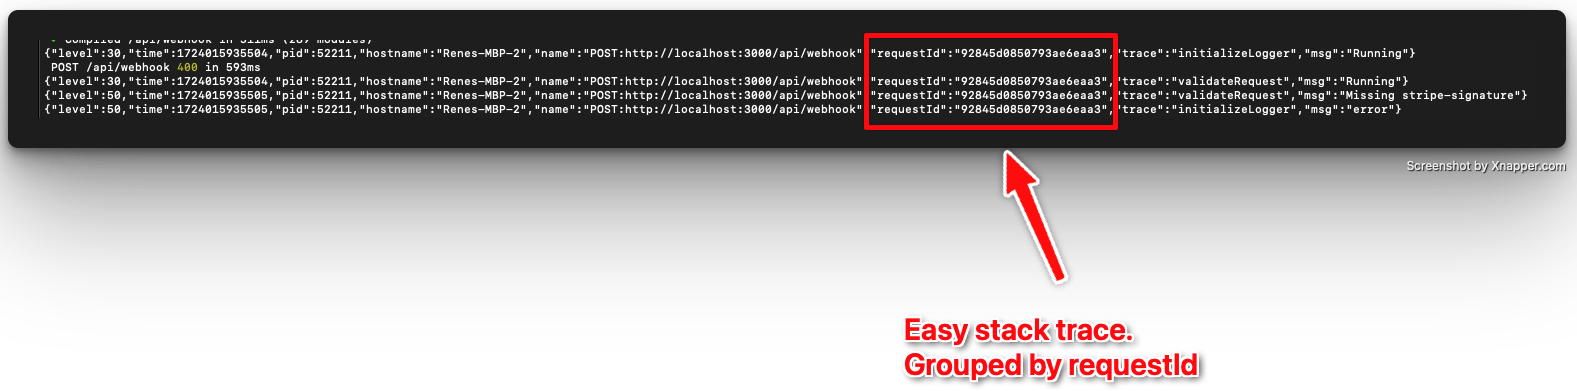 Compiled /api/webhook in 311ms (269 modules)
{"level":30,"time":1724015935504,"pid":52211,"hostname":"Renes-MBP-2","name":"POST:http://localhost:3000/api/webhook","requestId":"92845d0850793ae6eaa3","trace":"initializeLogger","msg":"Running"}
POST /api/webhook 400 in 593ms
{"level":30,"time":1724015935504,"pid":52211,"hostname":"Renes-MBP-2","name":"POST:http://localhost:3000/api/webhook","requestId":"92845d0850793ae6eaa3","trace":"validateRequest","msg":"Running"}
{"level":50,"time":1724015935505,"pid":52211,"hostname":"Renes-MBP-2","name":"POST:http://localhost:3000/api/webhook","requestId":"92845d0850793ae6eaa3","trace":"validateRequest","msg":"Missing stripe-signature"}
{"level":50,"time":1724015935505,"pid":52211,"hostname":"Renes-MBP-2","name":"POST:http://localhost:3000/api/webhook","requestId":"92845d0850793ae6eaa3","trace":"initializeLogger","msg":"error"}
Screenshot by Xnapper.com
Easy stack trace.
Grouped by requestId